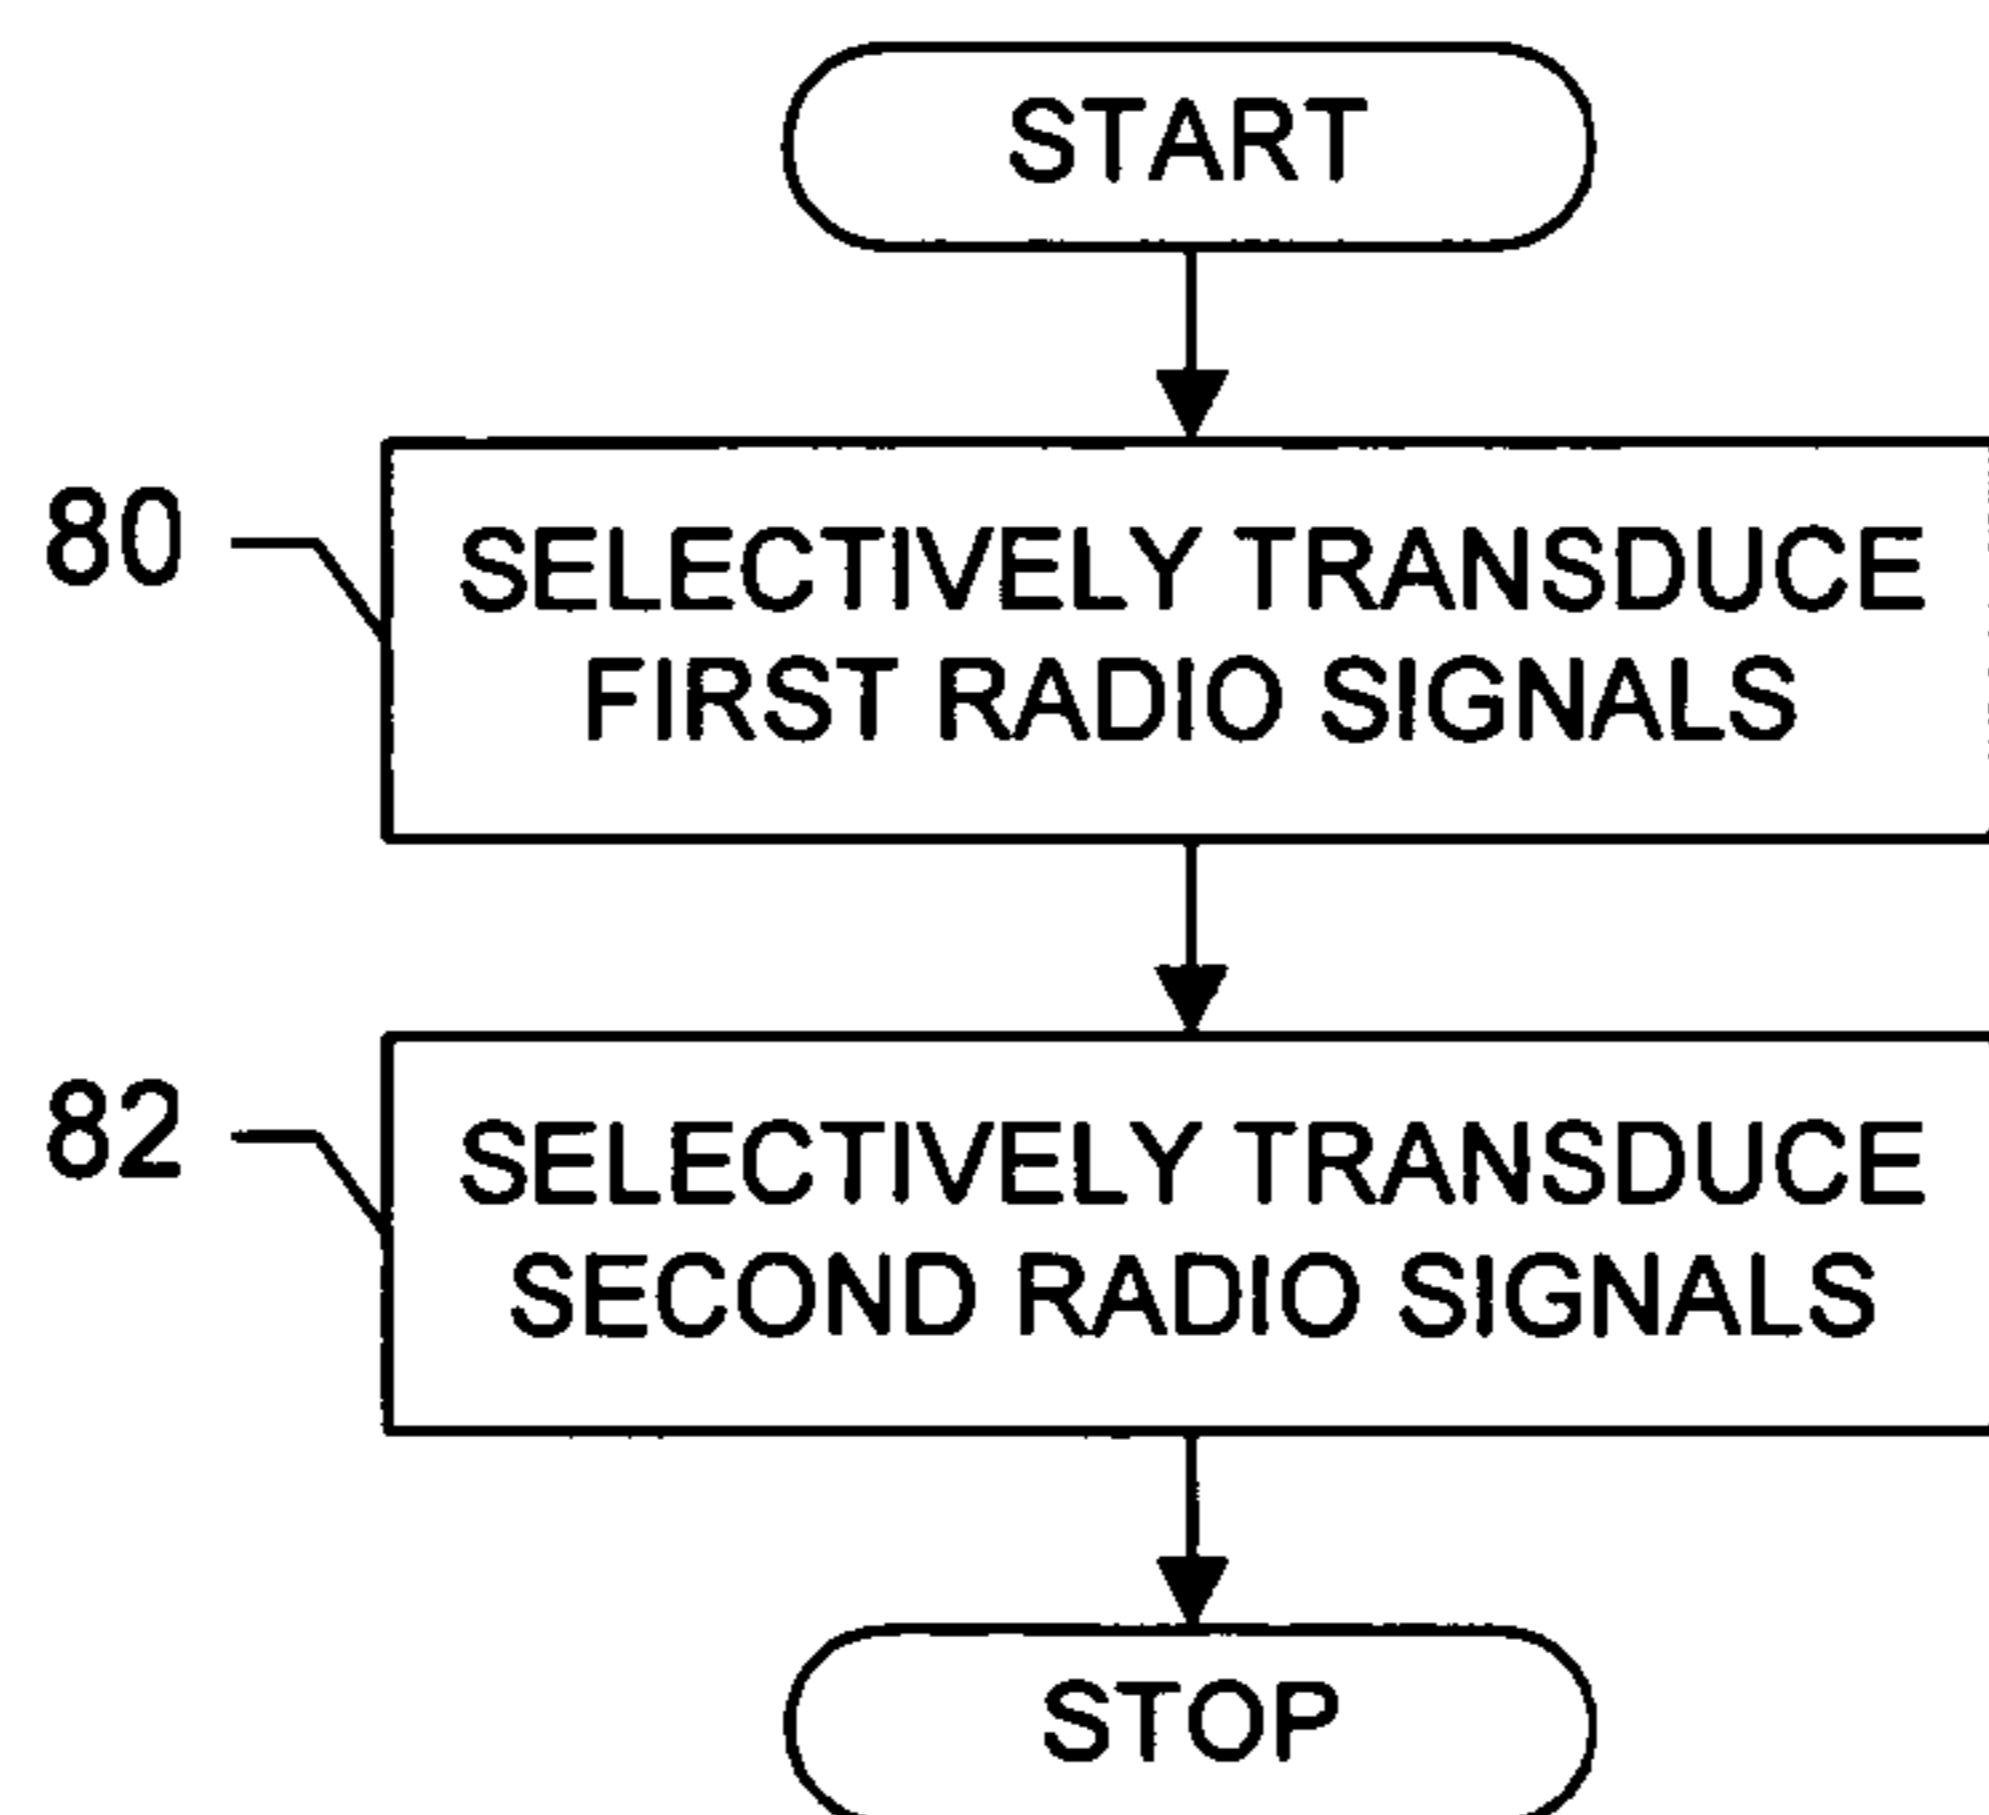 START
80
SELECTIVELY TRANSDUCE
FIRST RADIO SIGNALS
82
SELECTIVELY TRANSDUCE
SECOND RADIO SIGNALS
STOP